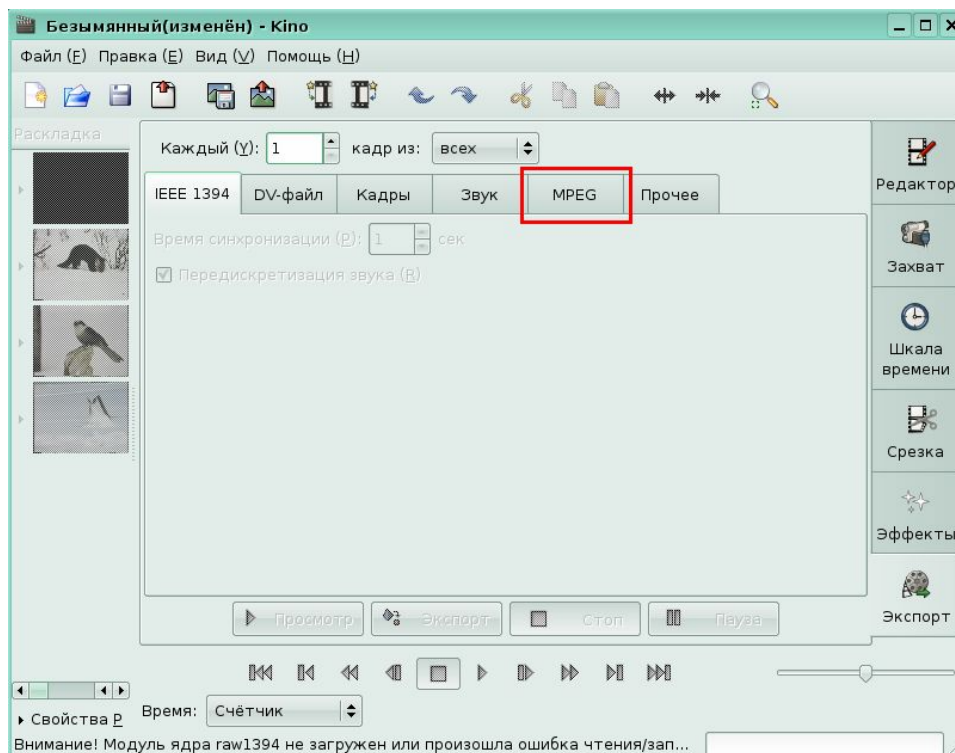 Безымянный(изменён) - Kino
Файл (F) Правка (E) Вид (V) Помощь (H)
Раскладка
Каждый (Y): 1 кадр из: всех
IEEE 1394 DV-файл Кадры Звук MPEG Прочее
Время синхронизации (P): 1 сек
Передискретизация звука (R)
Редактор
Захват
Шкала
времени
Срезка
Эффекты
Экспорт
Просмотр Экспорт Стоп Пауза
Свойства Р
Время: Счётчик
Внимание! Модуль ядра raw1394 не загружен или произошла ошибка чтения/зап...